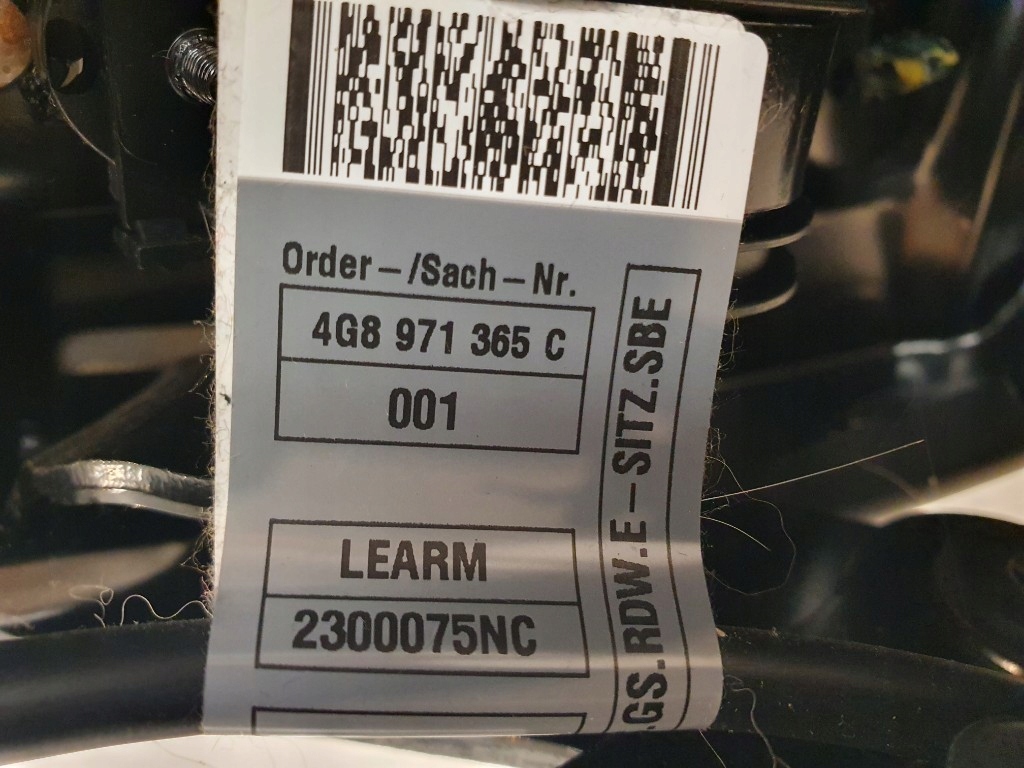 Order-/Sach-Nr.
4G8 971 365 C
001
LEARM
2300075NC
GS.RDW.E-SITZ.SBE